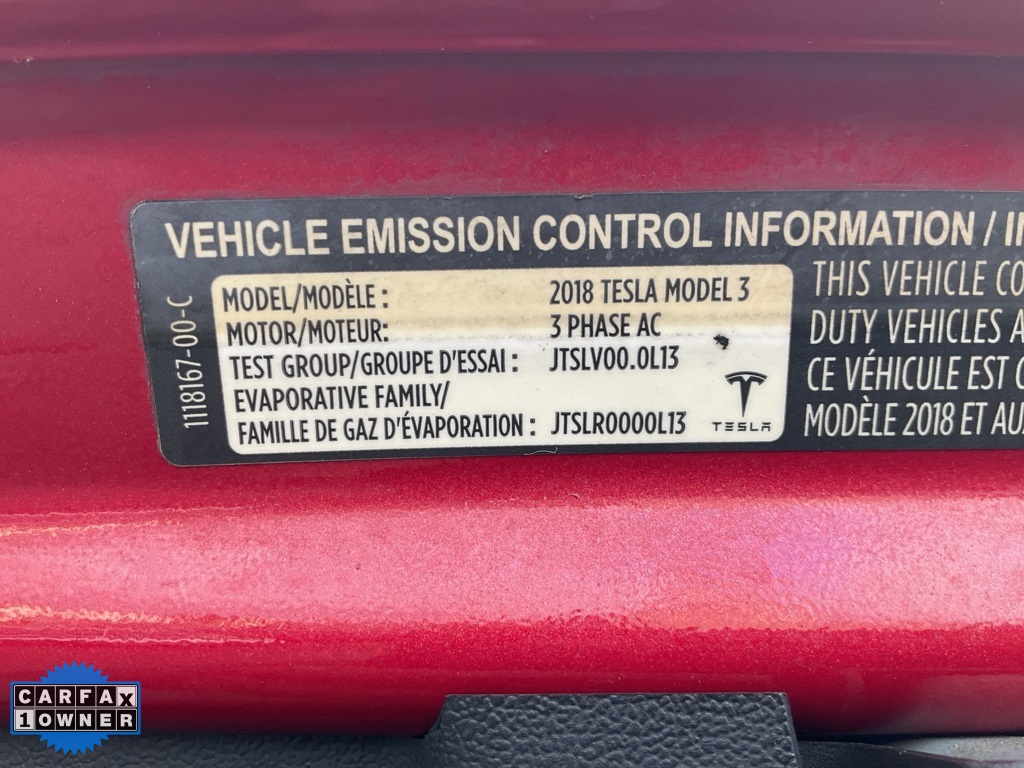 VEHICLE EMISSION CONTROL INFORMATION /
1118167-00-C
MODEL/MODÈLE : 2018 TESLA MODEL 3
MOTOR/MOTEUR: 3 PHASE AC
TEST GROUP/GROUPE D'ESSAI : JTSLV00.0L13
EVAPORATIVE FAMILY/
FAMILLE DE GAZ D'ÉVAPORATION : JTSLR0000L13
TESLA
THIS VEHICLE CO
DUTY VEHICLES A
CE VÉHICULE EST C
MODÈLE 2018 ET AU
CARFAX
1 OWNER